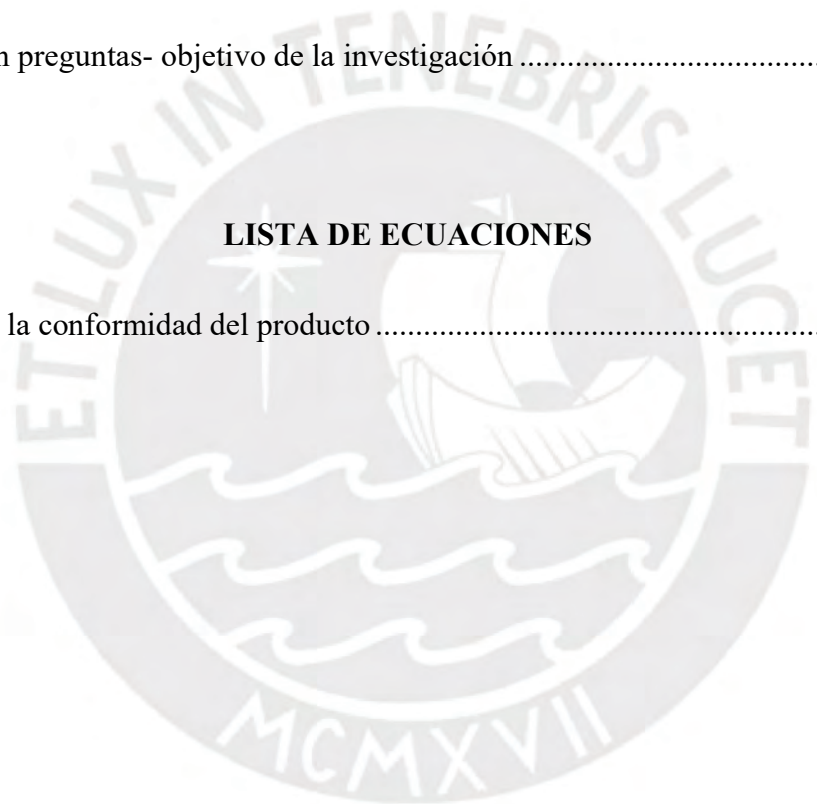 n preguntas- objetivo de la investigación ....................................
LISTA DE ECUACIONES
la conformidad del producto ......................................................
ET LUX IN TENEBRIS LUCET
MCMXVII